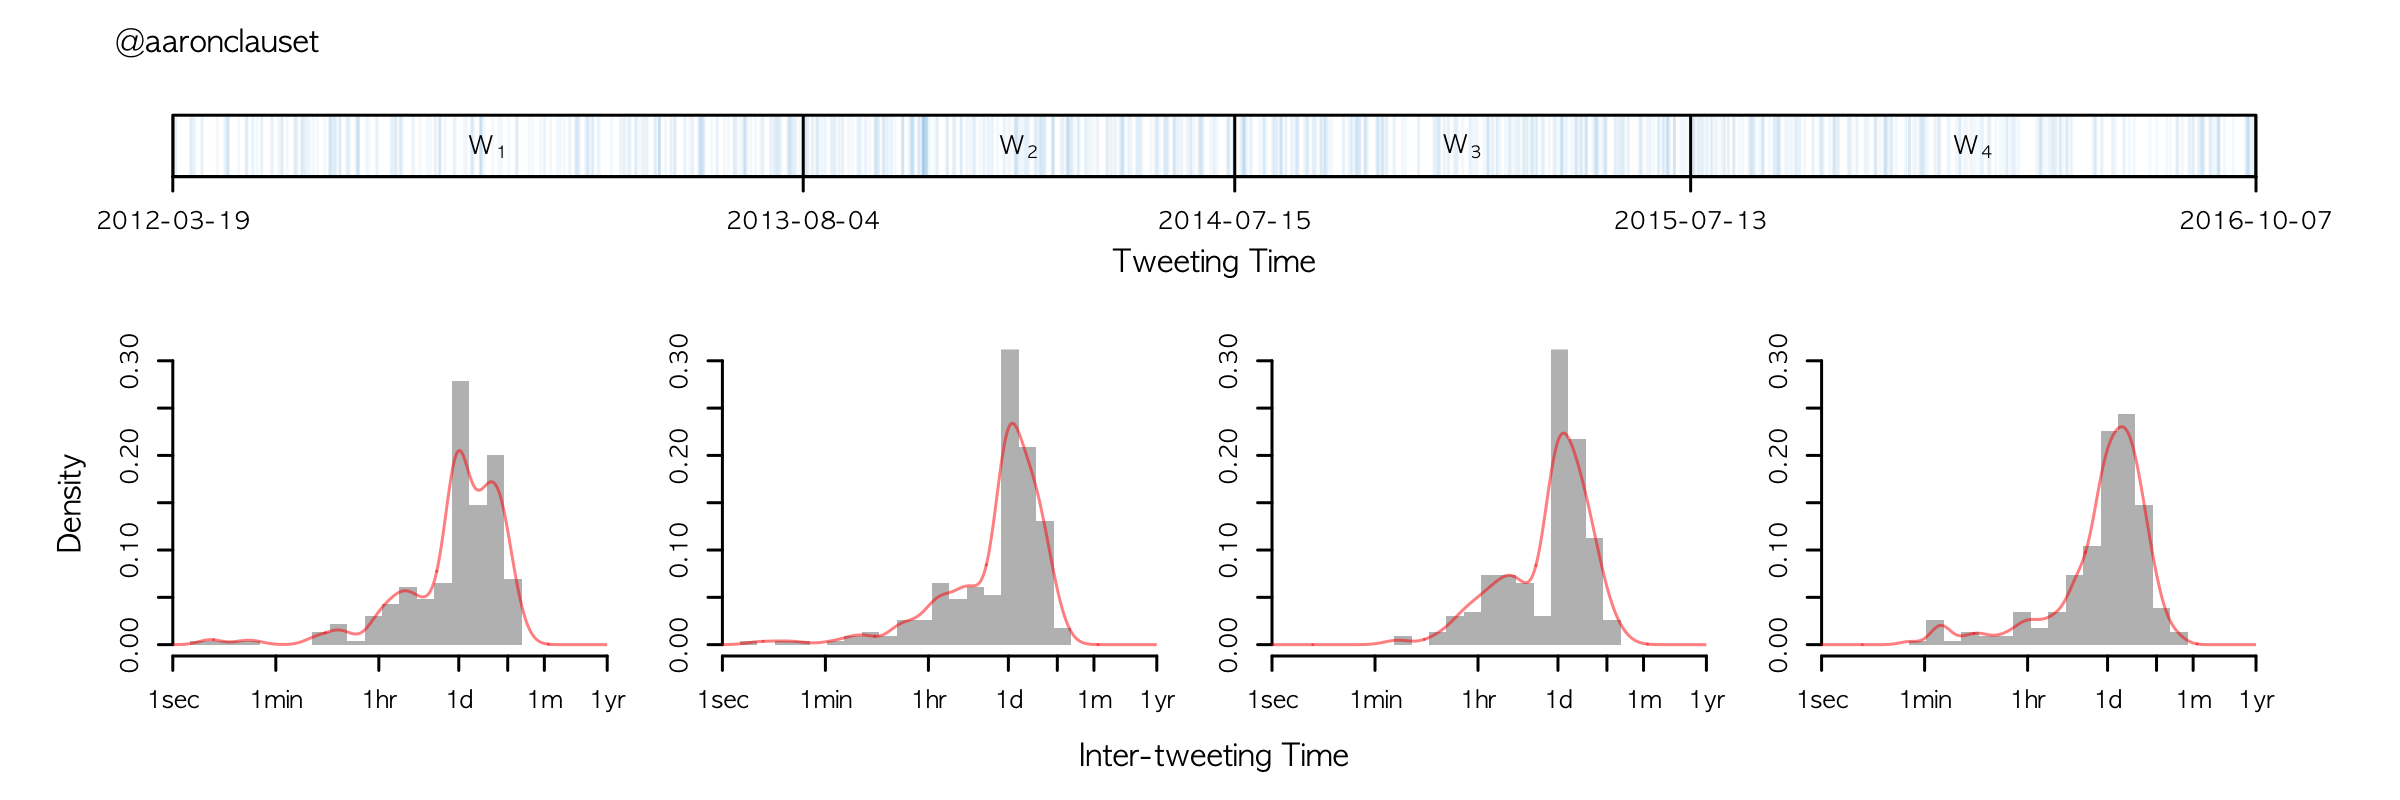 @aaronclauset
W1 W2 W3 W4
2012-03-19 2013-08-04 2014-07-15 2015-07-13 2016-10-07
Tweeting Time
Density
0.00 0.10 0.20 0.30
1sec 1min 1hr 1d 1m 1yr
0.00 0.10 0.20 0.30
1sec 1min 1hr 1d 1m 1yr
0.00 0.10 0.20 0.30
1sec 1min 1hr 1d 1m 1yr
0.00 0.10 0.20 0.30
1sec 1min 1hr 1d 1m 1yr
Inter-tweeting Time